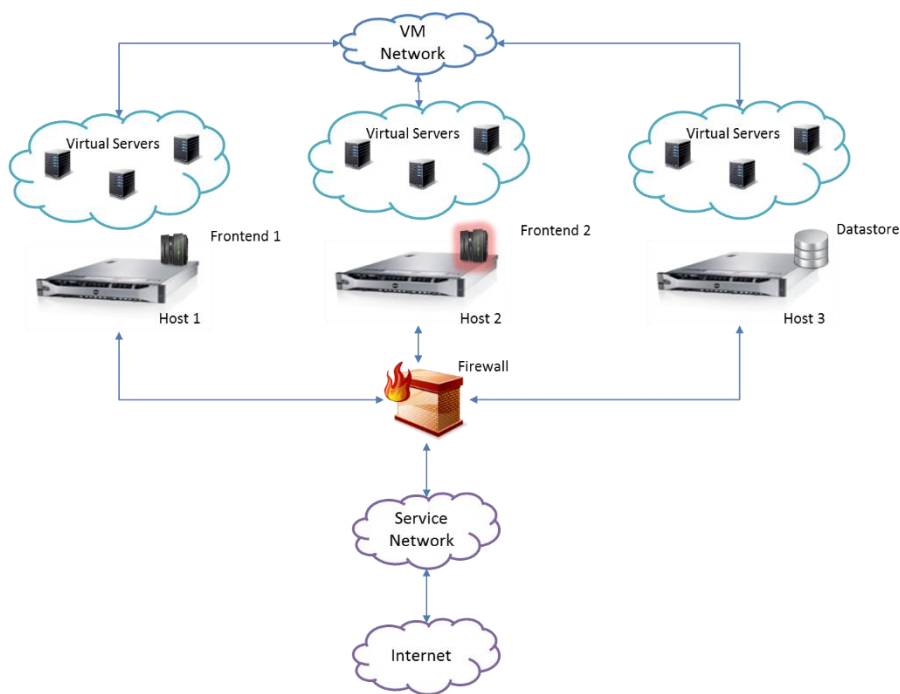 VM
Network
Virtual Servers
Virtual Servers
Virtual Servers
Frontend 1
Frontend 2
Datastore
Host 1
Host 2
Host 3
Firewall
Service
Network
Internet